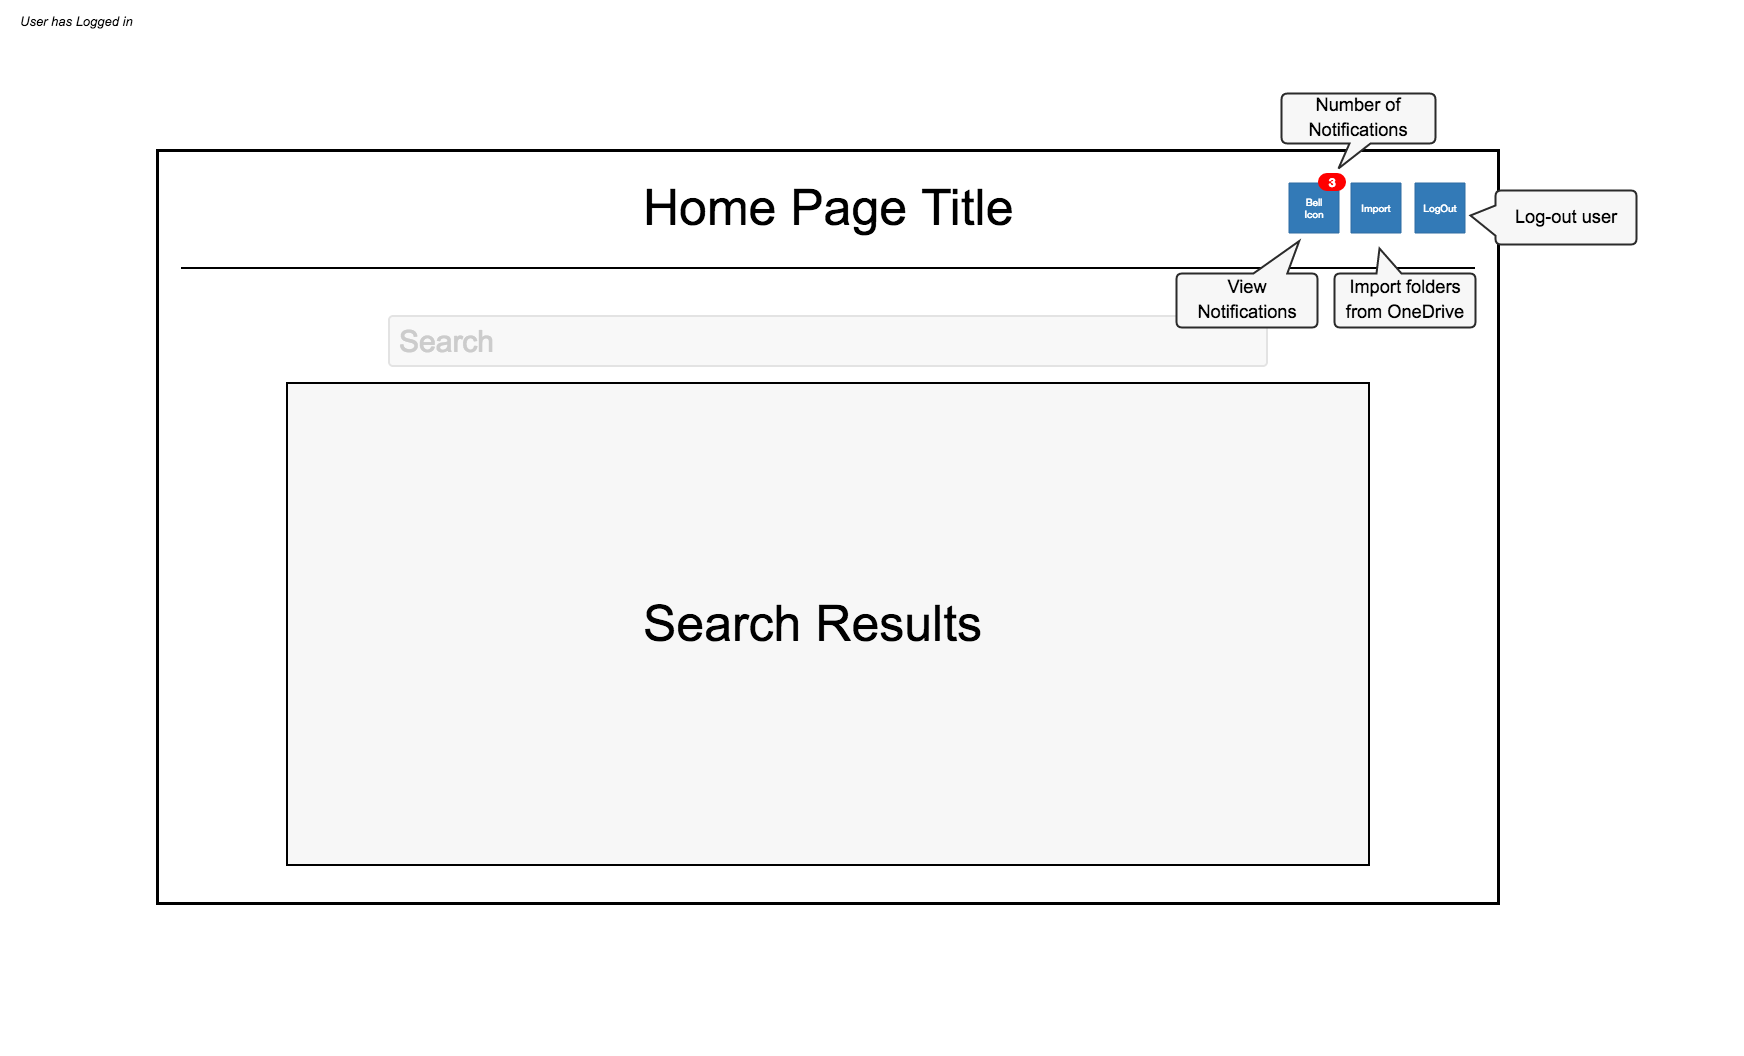 User has Logged in
Number of
Notifications
Home Page Title
3
Bell
Icon
Import
LogOut
Log-out user
View
Notifications
Import folders
from OneDrive
Search
Search Results